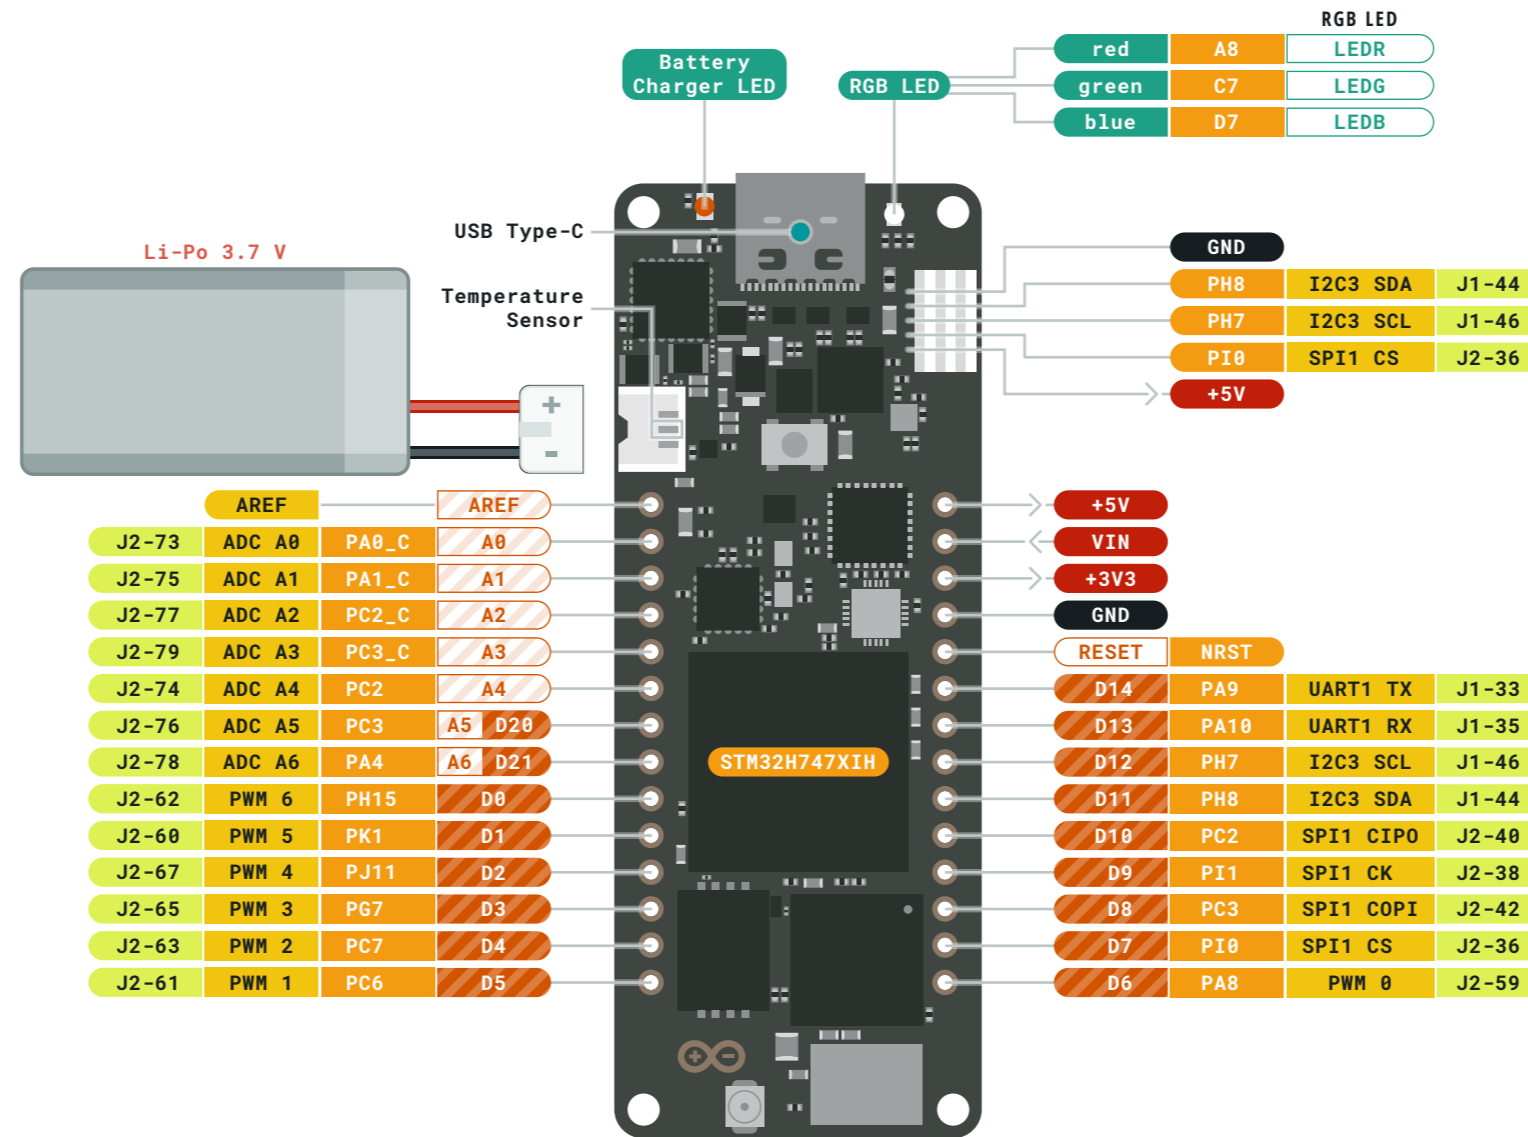 RGB LED
Battery
Charger LED
RGB LED
red A8 LEDR
green C7 LEDG
blue D7 LEDB
USB Type-C
Li-Po 3.7 V
Temperature
Sensor
+
-
GND
PH8 I2C3 SDA J1-44
PH7 I2C3 SCL J1-46
PI0 SPI1 CS J2-36
+5V
AREF AREF
J2-73 ADC A0 PA0_C A0
J2-75 ADC A1 PA1_C A1
J2-77 ADC A2 PC2_C A2
J2-79 ADC A3 PC3_C A3
J2-74 ADC A4 PC2 A4
J2-76 ADC A5 PC3 A5 D20
J2-78 ADC A6 PA4 A6 D21
J2-62 PWM 6 PH15 D0
J2-60 PWM 5 PK1 D1
J2-67 PWM 4 PJ11 D2
J2-65 PWM 3 PG7 D3
J2-63 PWM 2 PC7 D4
J2-61 PWM 1 PC6 D5
STM32H747XIH
+5V
VIN
+3V3
GND
RESET NRST
D14 PA9 UART1 TX J1-33
D13 PA10 UART1 RX J1-35
D12 PH7 I2C3 SCL J1-46
D11 PH8 I2C3 SDA J1-44
D10 PC2 SPI1 CIPO J2-40
D9 PI1 SPI1 CK J2-38
D8 PC3 SPI1 COPI J2-42
D7 PI0 SPI1 CS J2-36
D6 PA8 PWM 0 J2-59